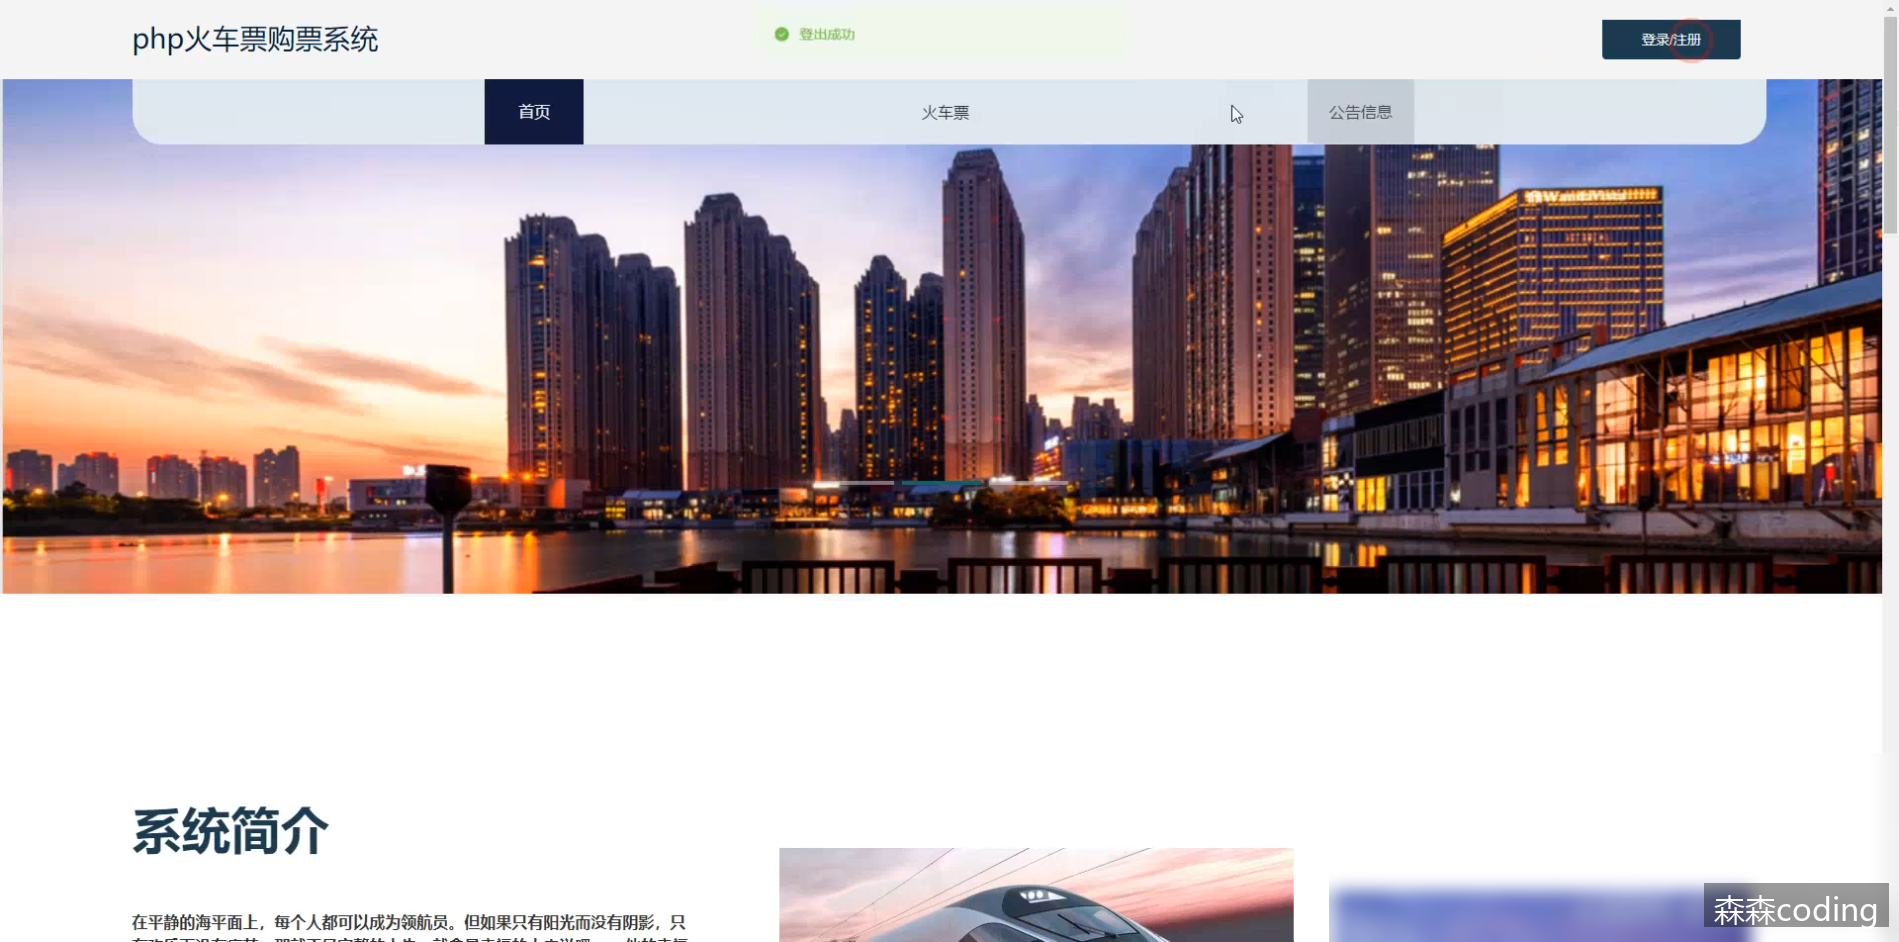 php火车票购票系统
登出成功
登录/注册
首页
火车票
公告信息
WandaVista
系统简介
在平静的海平面上，每个人都可以成为领航员。但如果只有阳光而没有阴影，只
森森coding